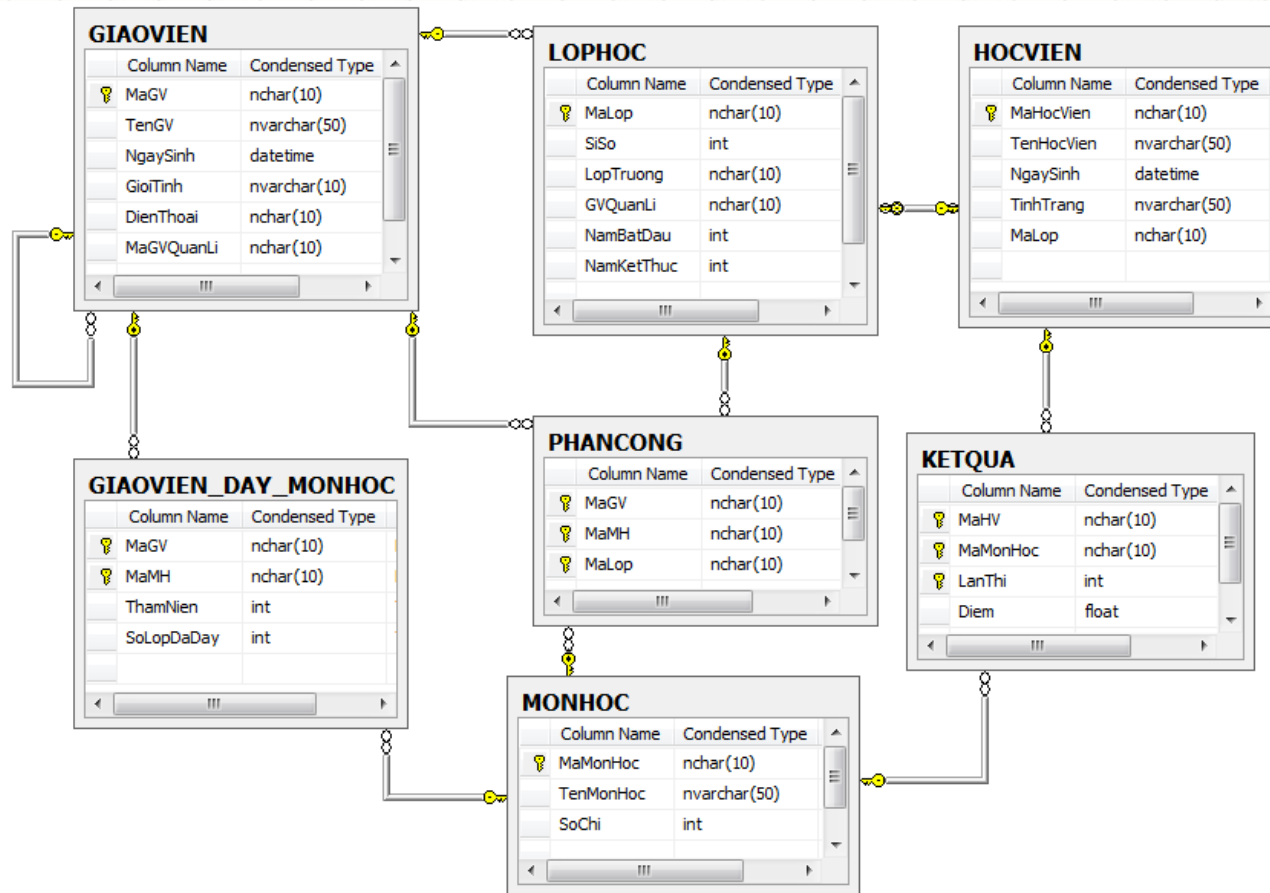 GIAOVIEN
Column Name Condensed Type
MaGV nchar(10)
TenGV nvarchar(50)
NgaySinh datetime
GioiTinh nvarchar(10)
DienThoai nchar(10)
MaGVQuanLi nchar(10)
LOPHOC
Column Name Condensed Type
MaLop nchar(10)
SiSo int
LopTruong nchar(10)
GVQuanLi nchar(10)
NamBatDau int
NamKetThuc int
HOCVIEN
Column Name Condensed Type
MaHocVien nchar(10)
TenHocVien nvarchar(50)
NgaySinh datetime
TinhTrang nvarchar(50)
MaLop nchar(10)
GIAOVIEN_DAY_MONHOC
Column Name Condensed Type
MaGV nchar(10)
MaMH nchar(10)
ThamNien int
SoLopDaDay int
PHANCONG
Column Name Condensed Type
MaGV nchar(10)
MaMH nchar(10)
MaLop nchar(10)
KETQUA
Column Name Condensed Type
MaHV nchar(10)
MaMonHoc nchar(10)
LanThi int
Diem float
MONHOC
Column Name Condensed Type
MaMonHoc nchar(10)
TenMonHoc nvarchar(50)
SoChi int